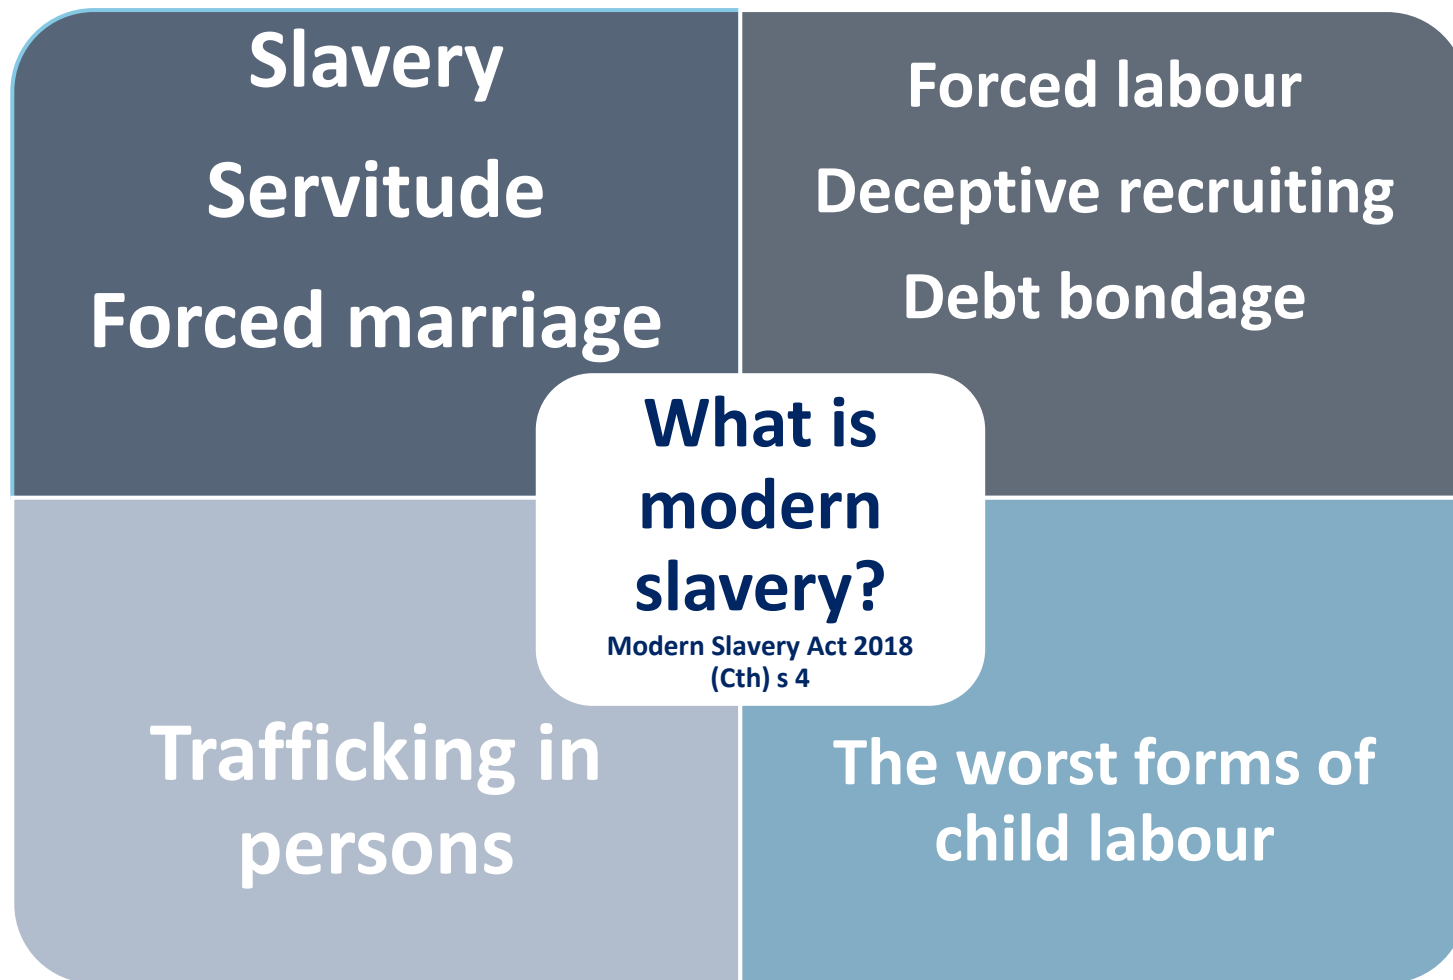 Slavery
Servitude
Forced marriage
Forced labour
Deceptive recruiting
Debt bondage
What is
modern
slavery?
Modern Slavery Act 2018
(Cth) s 4
Trafficking in
persons
The worst forms of
child labour